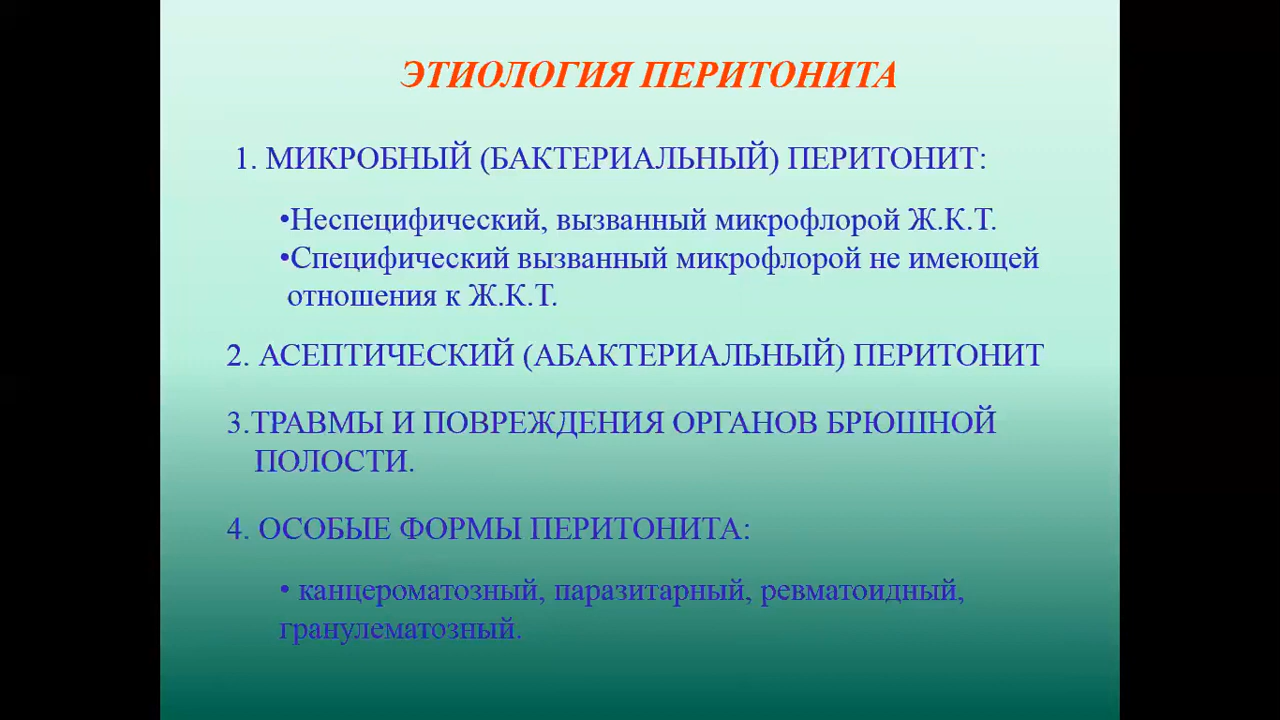 ЭТИОЛОГИЯ ПЕРИТОНИТА
1. МИКРОБНЫЙ (БАКТЕРИАЛЬНЫЙ) ПЕРИТОНИТ:
•Неспецифический, вызванный микрофлорой Ж.К.Т.
•Специфический вызванный микрофлорой не имеющей
отношения к Ж.К.Т.
2. АСЕПТИЧЕСКИЙ (АБАКТЕРИАЛЬНЫЙ) ПЕРИТОНИТ
3.ТРАВМЫ И ПОВРЕЖДЕНИЯ ОРГАНОВ БРЮШНОЙ
ПОЛОСТИ.
4. ОСОБЫЕ ФОРМЫ ПЕРИТОНИТА:
• канцероматозный, паразитарный, ревматоидный,
гранулематозный.